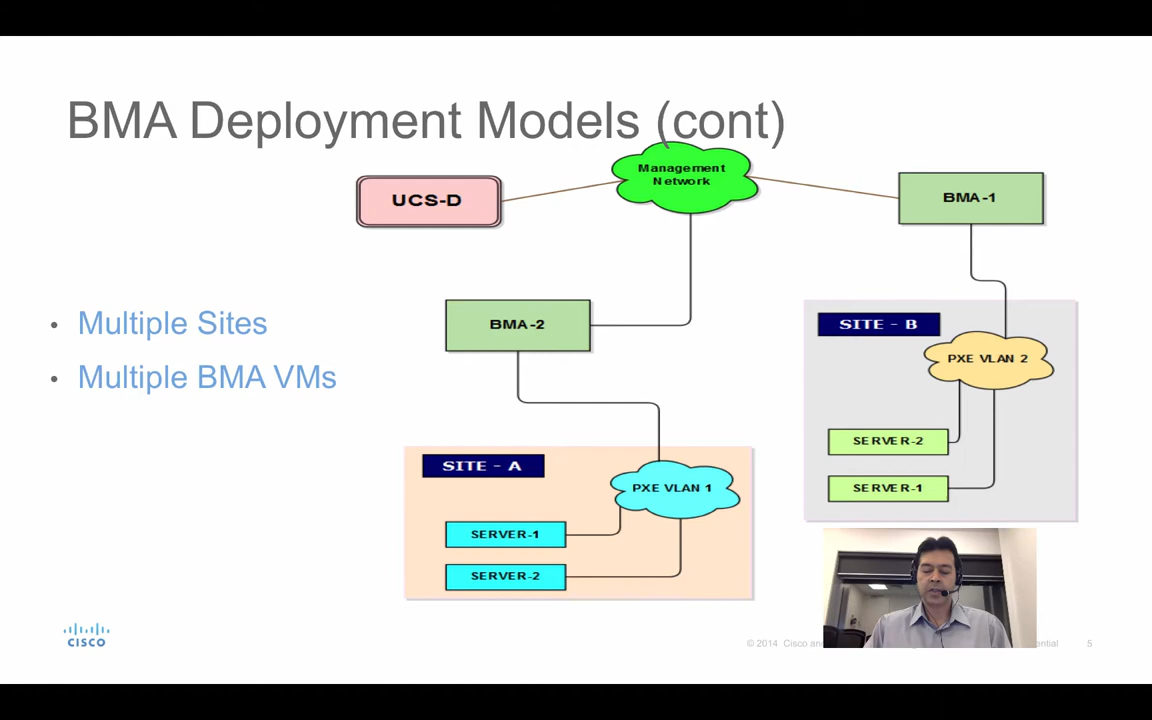 BMA Deployment Models (cont)
Management
Network
UCS-D
BMA-1
• Multiple Sites
• Multiple BMA VMs
BMA-2
SITE - B
PXE VLAN 2
SERVER-2
SERVER-1
SITE - A
PXE VLAN 1
SERVER-1
SERVER-2
CISCO
© 2014 Cisco and
5